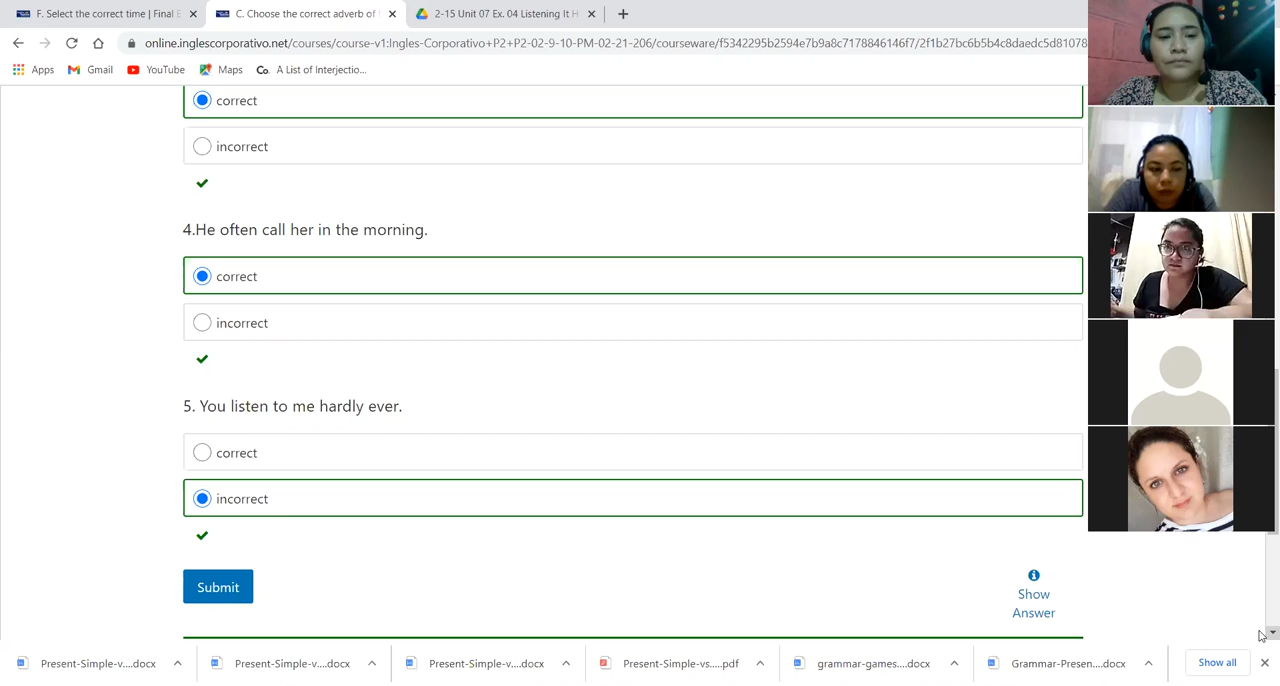 F. Select the correct time | Final E
C. Choose the correct adverb of f
2-15 Unit 07 Ex. 04 Listening It H
online.inglescorporativo.net/courses/course-v1:Ingles-Corporativo+P2+P2-02-9-10-PM-02-21-206/courseware/f5342295b2594e7b9a8c7178846146f7/2f1b27bc6b5b4c8daedc5d81078
Apps Gmail YouTube Maps Co. A List of Interjectio...
correct
incorrect
4.He often call her in the morning.
correct
incorrect
5. You listen to me hardly ever.
correct
incorrect
Submit
Show
Answer
Present-Simple-v....docx Present-Simple-v....docx Present-Simple-v....docx Present-Simple-vs.....pdf grammar-games....docx Grammar-Presen....docx Show all